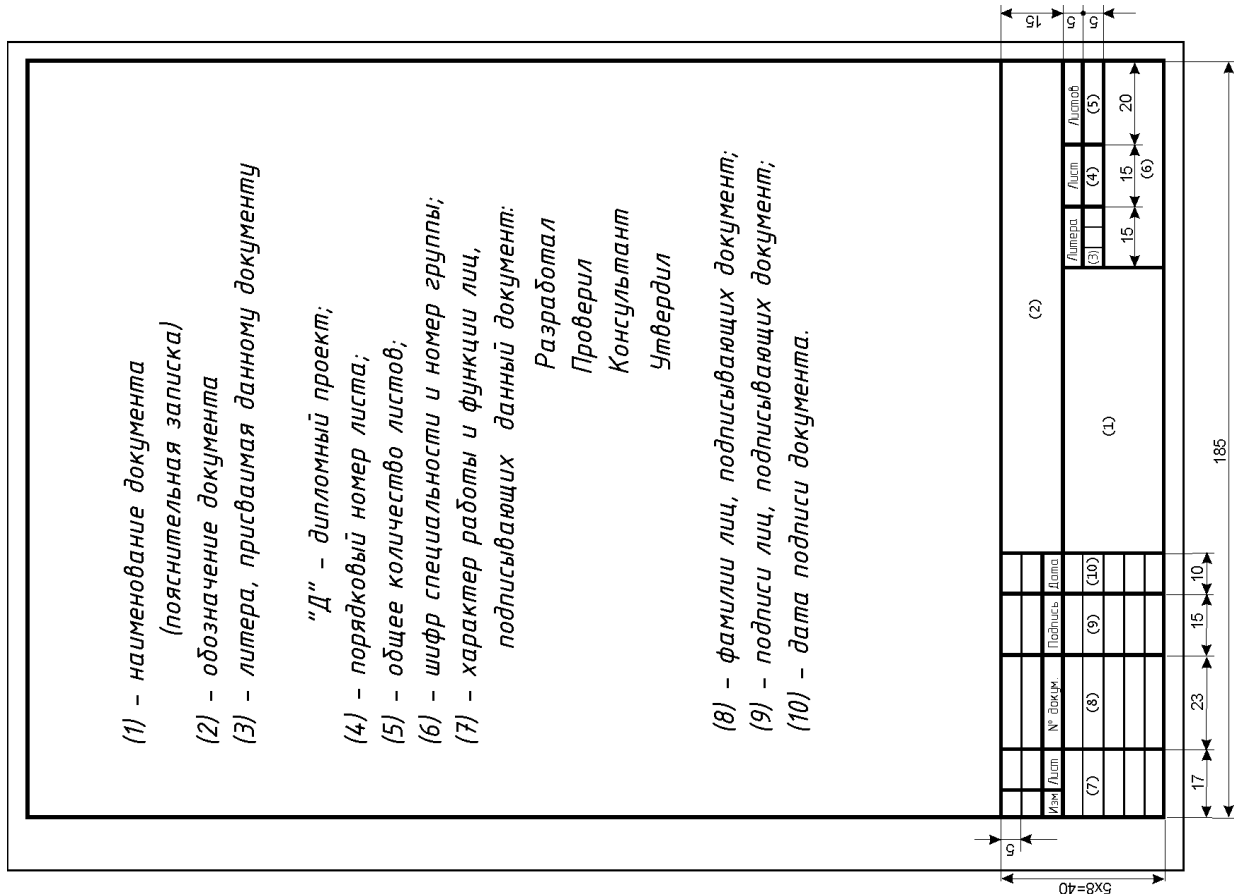 (1) – наименование документа
(пояснительная записка)
(2) – обозначение документа
(3) – литера, присваимая данному документу
"Д" – дипломный проект;
(4) – порядковый номер листа;
(5) – общее количество листов;
(6) – шифр специальности и номер группы;
(7) – характер работы и функции лиц,
подписывающих данный документ:
Разработал
Проверил
Консультант
Утвердил
(8) – фамилии лиц, подписывающих документ;
(9) – подписи лиц, подписывающих документ;
(10) – дата подписи документа.
5
5x8=40
(2)
15
Изм Лист № докум. Подпись Дата
Литера Лист Листов
5
(7) (8) (9) (10)
(1)
(3) (4) (5)
5
15 15 20
(6)
17 23 15 10
185